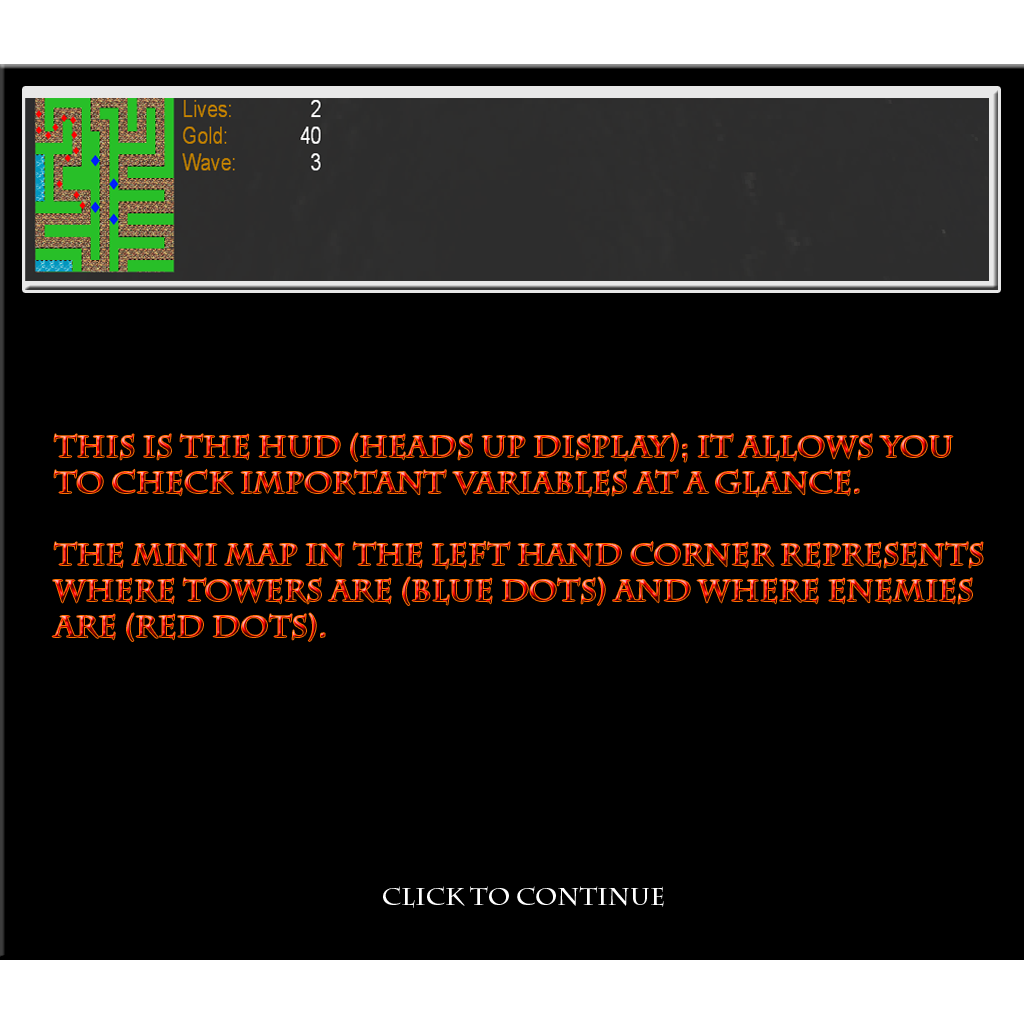 Lives: 2
Gold: 40
Wave: 3
THIS IS THE HUD (HEADS UP DISPLAY); IT ALLOWS YOU
TO CHECK IMPORTANT VARIABLES AT A GLANCE.
THE MINI MAP IN THE LEFT HAND CORNER REPRESENTS
WHERE TOWERS ARE (BLUE DOTS) AND WHERE ENEMIES
ARE (RED DOTS).
CLICK TO CONTINUE